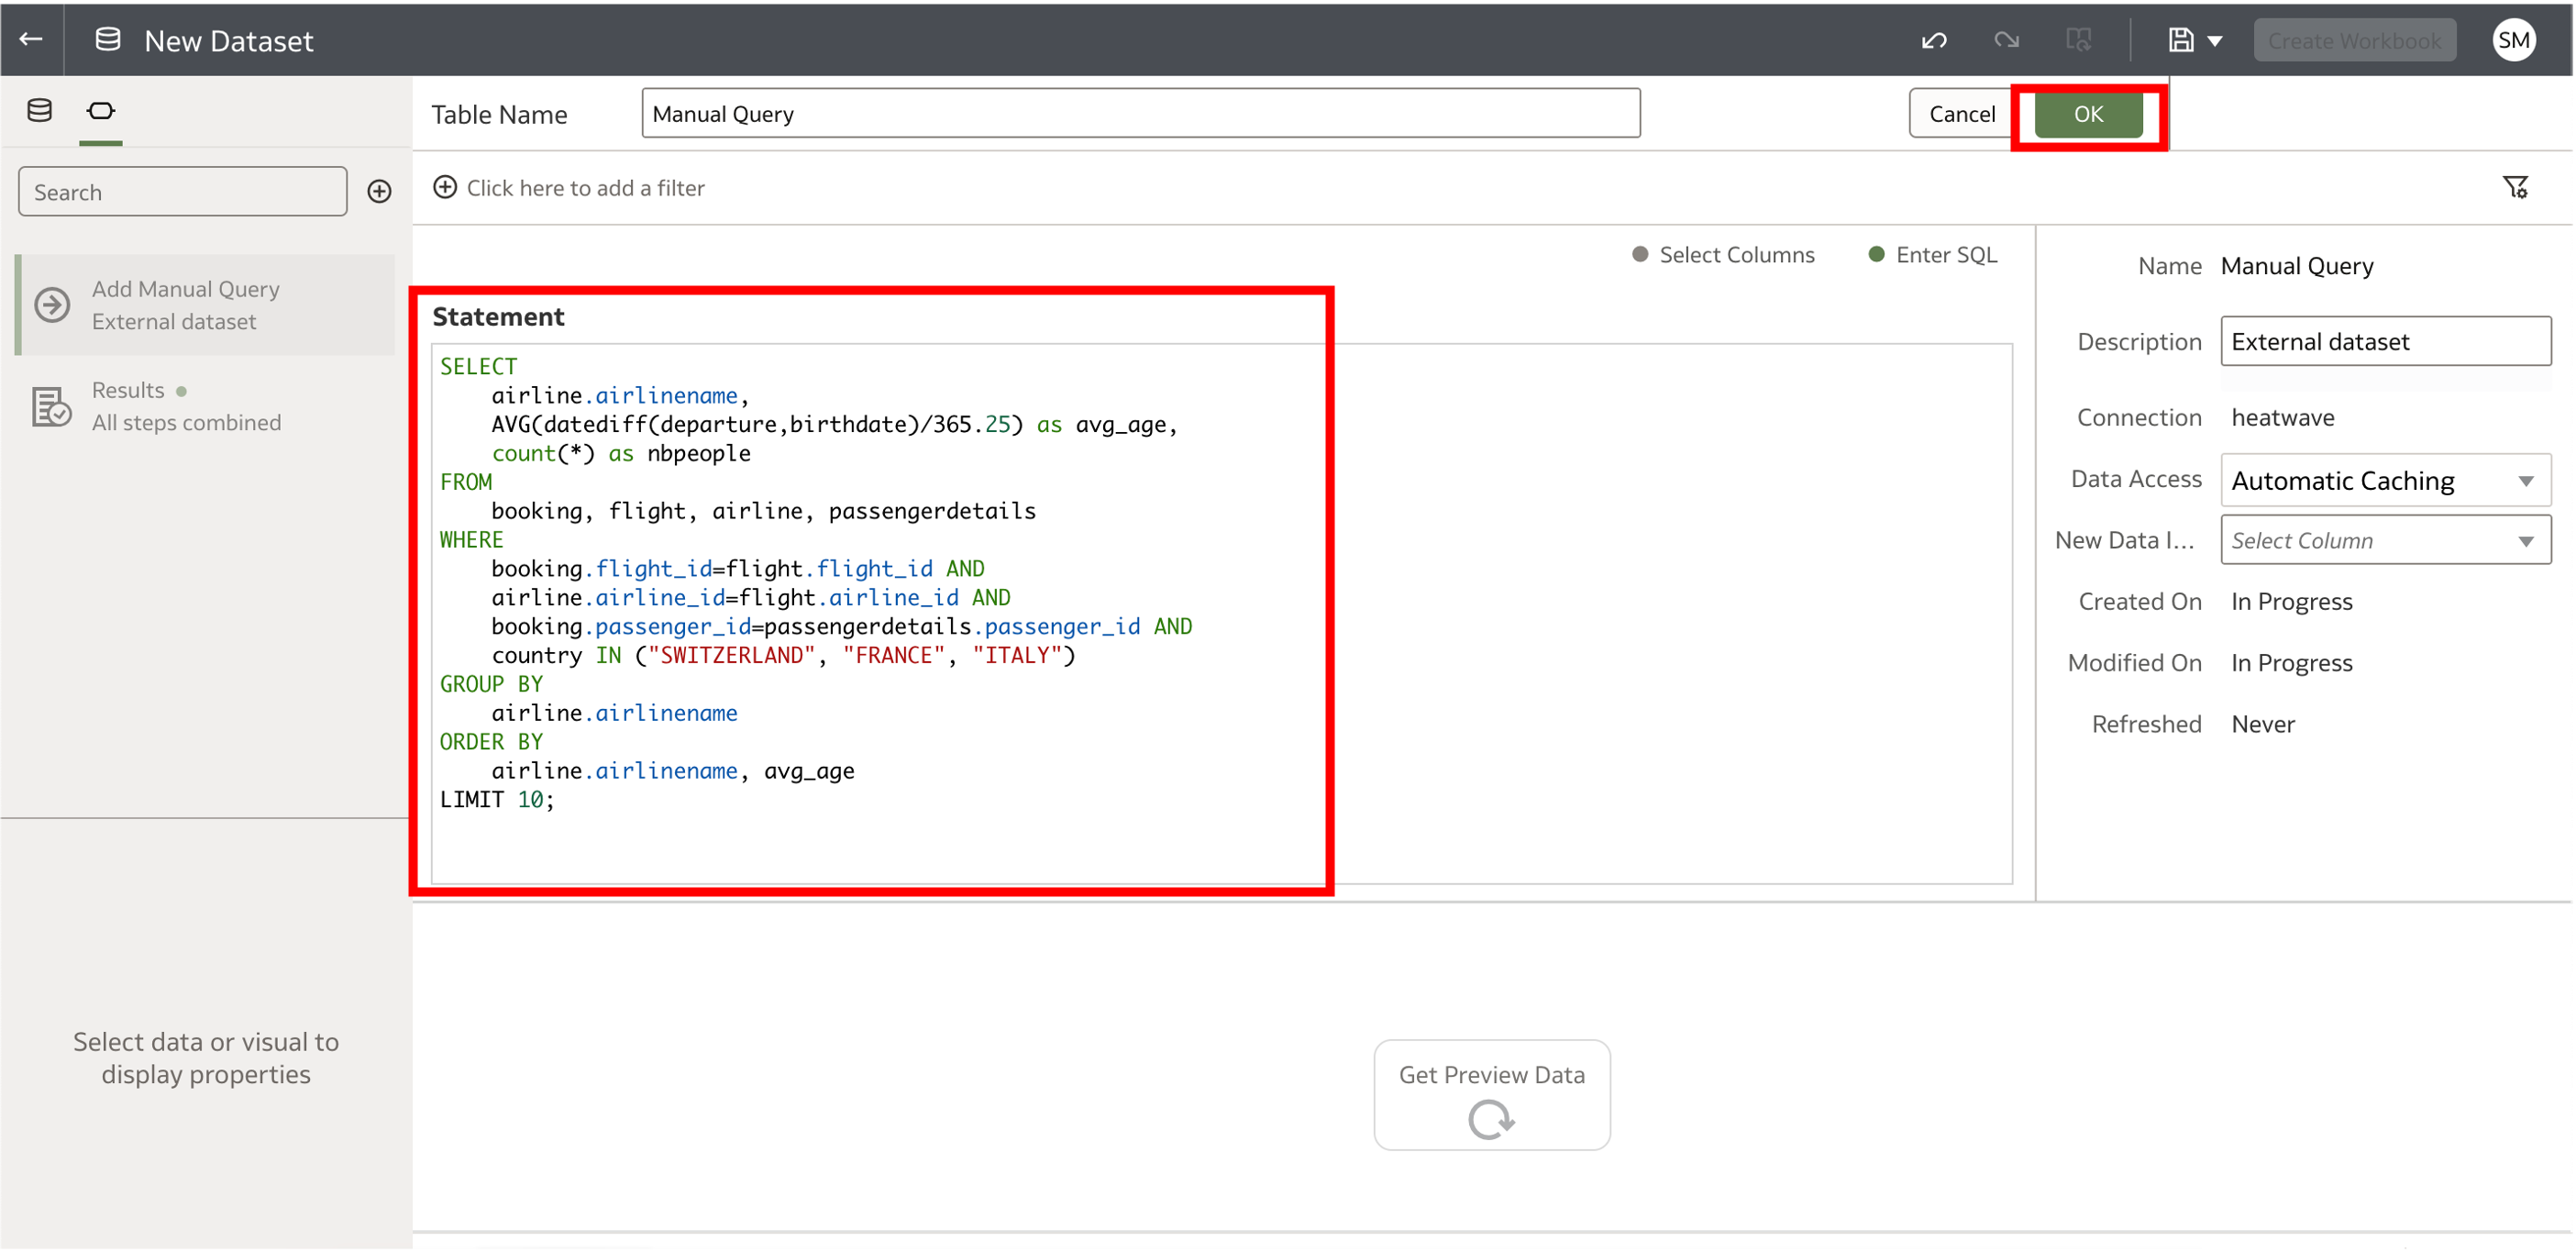 New Dataset
Create Workbook
SM
Table Name
Manual Query
Cancel
OK
Search
Click here to add a filter
Add Manual Query
External dataset
Results
All steps combined
Select data or visual to
display properties
Select Columns
Enter SQL
Statement
SELECT
airline.airlinename,
AVG(datediff(departure,birthdate)/365.25) as avg_age,
count(*) as nbpeople
FROM
booking, flight, airline, passengerdetails
WHERE
booking.flight_id=flight.flight_id AND
airline.airline_id=flight.airline_id AND
booking.passenger_id=passengerdetails.passenger_id AND
country IN ("SWITZERLAND", "FRANCE", "ITALY")
GROUP BY
airline.airlinename
ORDER BY
airline.airlinename, avg_age
LIMIT 10;
Name Manual Query
Description External dataset
Connection heatwave
Data Access Automatic Caching
New Data I... Select Column
Created On In Progress
Modified On In Progress
Refreshed Never
Get Preview Data